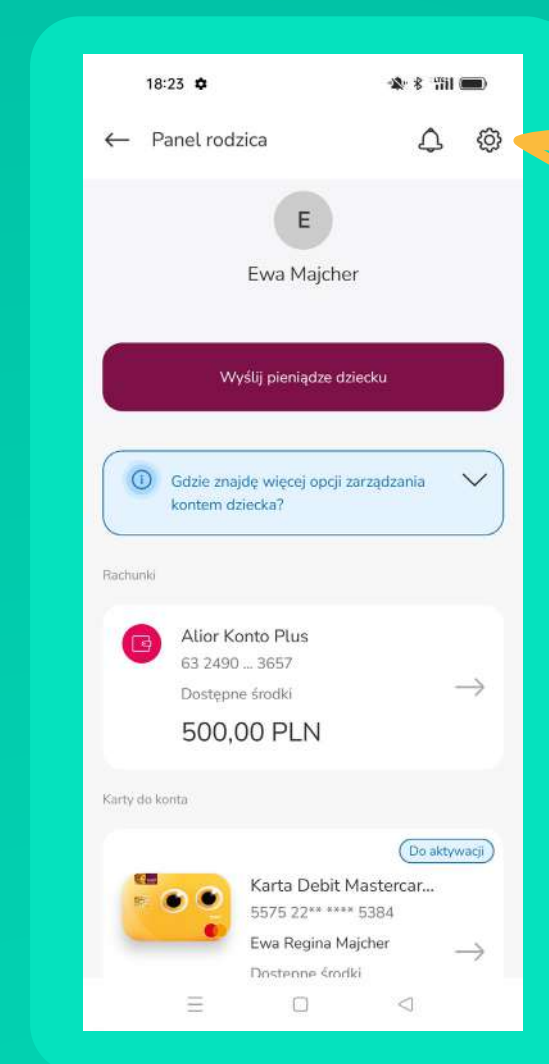 18:23
Panel rodzica
E
Ewa Majcher
Wyślij pieniądze dziecku
Gdzie znajdę więcej opcji zarządzania
kontem dziecka?
Rachunki
Alior Konto Plus
63 2490 ... 3657
Dostępne środki
500,00 PLN
Karty do konta
Do aktywacji
Karta Debit Mastercar...
5575 22** **** 5384
Ewa Regina Majcher
Dostępne środki